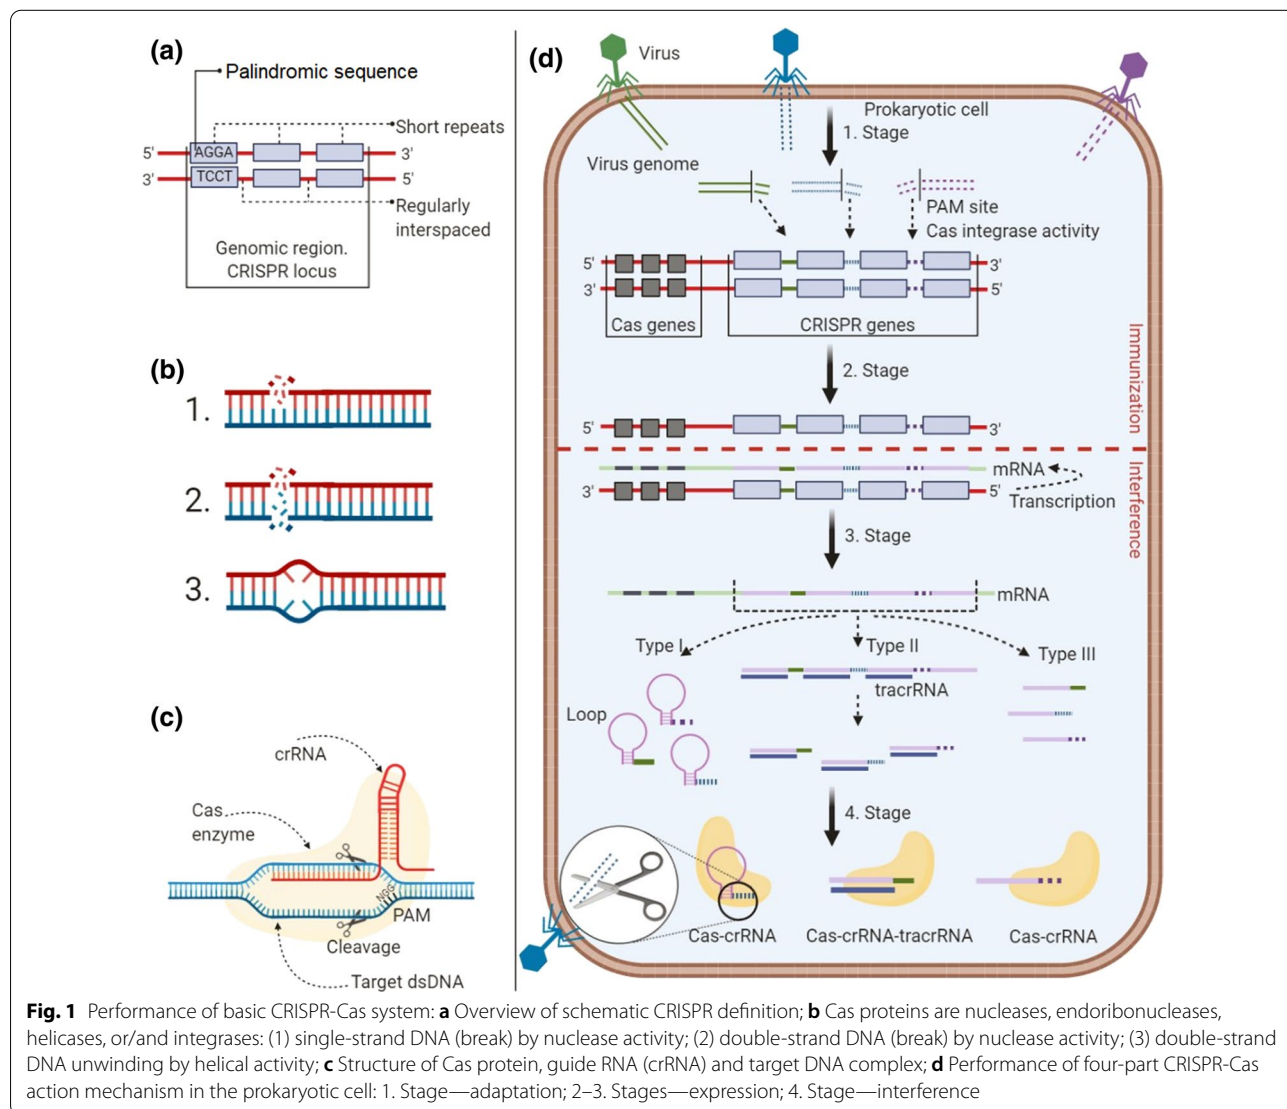 (a)
Palindromic sequence
Short repeats
5' AGGA 3'
3' TCCT 5'
Regularly
interspaced
Genomic region.
CRISPR locus
(b)
1.
2.
3.
(c)
crRNA
Cas
enzyme
NGG
PAM
Cleavage
Target dsDNA
(d)
Virus
Prokaryotic cell
1. Stage
Virus genome
PAM site
Cas integrase activity
5' 3'
3' 5'
Cas genes CRISPR genes
2. Stage
Immunization
5' 3'
Interference
mRNA
3' 5'
Transcription
3. Stage
mRNA
Type I Type II Type III
tracrRNA
Loop
4. Stage
Cas-crRNA Cas-crRNA-tracrRNA Cas-crRNA
Fig. 1 Performance of basic CRISPR-Cas system: a Overview of schematic CRISPR definition; b Cas proteins are nucleases, endoribonucleases,
helicases, or/and integrases: (1) single-strand DNA (break) by nuclease activity; (2) double-strand DNA (break) by nuclease activity; (3) double-strand
DNA unwinding by helical activity; c Structure of Cas protein, guide RNA (crRNA) and target DNA complex; d Performance of four-part CRISPR-Cas
action mechanism in the prokaryotic cell: 1. Stage—adaptation; 2–3. Stages—expression; 4. Stage—interference